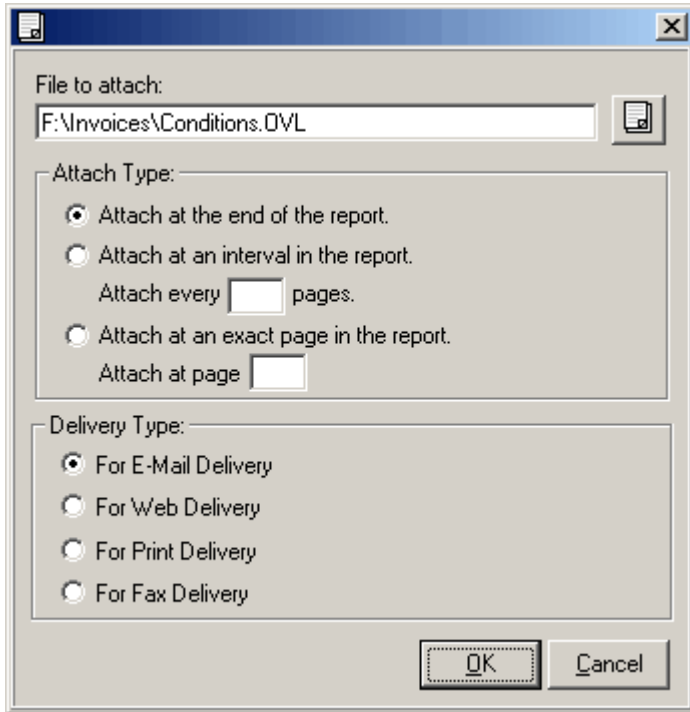 File to attach:
F:\Invoices\Conditions.OVL
Attach Type:
Attach at the end of the report.
Attach at an interval in the report.
Attach every pages.
Attach at an exact page in the report.
Attach at page
Delivery Type:
For E-Mail Delivery
For Web Delivery
For Print Delivery
For Fax Delivery
OK Cancel